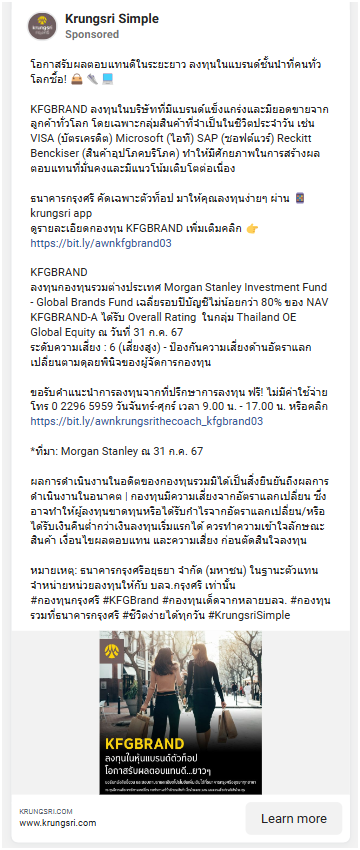 Krungsri Simple
Sponsored
โอกาสรับผลตอบแทนดีในระยะยาว ลงทุนในแบรนด์ชั้นนำที่คนทั่ว
โลกซื้อ! 👜 👠 💻
KFGBRAND ลงทุนในบริษัทที่มีแบรนด์แข็งแกร่งและมียอดขายจาก
ลูกค้าทั่วโลก โดยเฉพาะกลุ่มสินค้าที่จำเป็นในชีวิตประจำวัน เช่น
VISA (บัตรเครดิต) Microsoft (ไอที) SAP (ซอฟต์แวร์) Reckitt
Benckiser (สินค้าอุปโภคบริโภค) ทำให้มีศักยภาพในการสร้างผล
ตอบแทนที่มั่นคงและมีแนวโน้มเติบโตต่อเนื่อง
ธนาคารกรุงศรี คัดเฉพาะตัวท็อป มาให้คุณลงทุนง่ายๆ ผ่าน 📱
krungsri app
ดูรายละเอียดกองทุน KFGBRAND เพิ่มเติมคลิก 👉
https://bit.ly/awnkfgbrand03
KFGBRAND
ลงทุนกองทุนรวมต่างประเทศ Morgan Stanley Investment Fund
- Global Brands Fund เฉลี่ยรอบปีบัญชีไม่น้อยกว่า 80% ของ NAV
KFGBRAND-A ได้รับ Overall Rating ในกลุ่ม Thailand OE
Global Equity ณ วันที่ 31 ก.ค. 67
ระดับความเสี่ยง : 6 (เสี่ยงสูง) - ป้องกันความเสี่ยงด้านอัตราแลก
เปลี่ยนตามดุลยพินิจของผู้จัดการกองทุน
ขอรับคำแนะนำการลงทุนจากที่ปรึกษาการลงทุน ฟรี! ไม่มีค่าใช้จ่าย
โทร 0 2296 5959 วันจันทร์-ศุกร์ เวลา 9.00 น. - 17.00 น. หรือคลิก
https://bit.ly/awnkrungsrithecoach_kfgbrand03
*ที่มา: Morgan Stanley ณ 31 ก.ค. 67
ผลการดำเนินงานในอดีตของกองทุนรวมมิได้เป็นสิ่งยืนยันถึงผลการ
ดำเนินงานในอนาคต | กองทุนมีความเสี่ยงจากอัตราแลกเปลี่ยน ซึ่ง
อาจทำให้ผู้ลงทุนขาดทุนหรือได้รับกำไรจากอัตราแลกเปลี่ยน/หรือ
ได้รับเงินคืนต่ำกว่าเงินลงทุนเริ่มแรกได้ ควรทำความเข้าใจลักษณะ
สินค้า เงื่อนไขผลตอบแทน และความเสี่ยง ก่อนตัดสินใจลงทุน
หมายเหตุ: ธนาคารกรุงศรีอยุธยา จำกัด (มหาชน) ในฐานะตัวแทน
จำหน่ายหน่วยลงทุนให้กับ บลจ.กรุงศรี เท่านั้น
#กองทุนกรุงศรี #KFGBrand #กองทุนเด็ดจากหลายบลจ. #กองทุน
รวมที่ธนาคารกรุงศรี #ชีวิตง่ายได้ทุกวัน #KrungsriSimple
KFGBRAND
ลงทุนในหุ้นแบรนด์ตัวท็อป
โอกาสรับผลตอบแทนดี...ยาวๆ
KRUNGSRI.COM
www.krungsri.com
Learn more